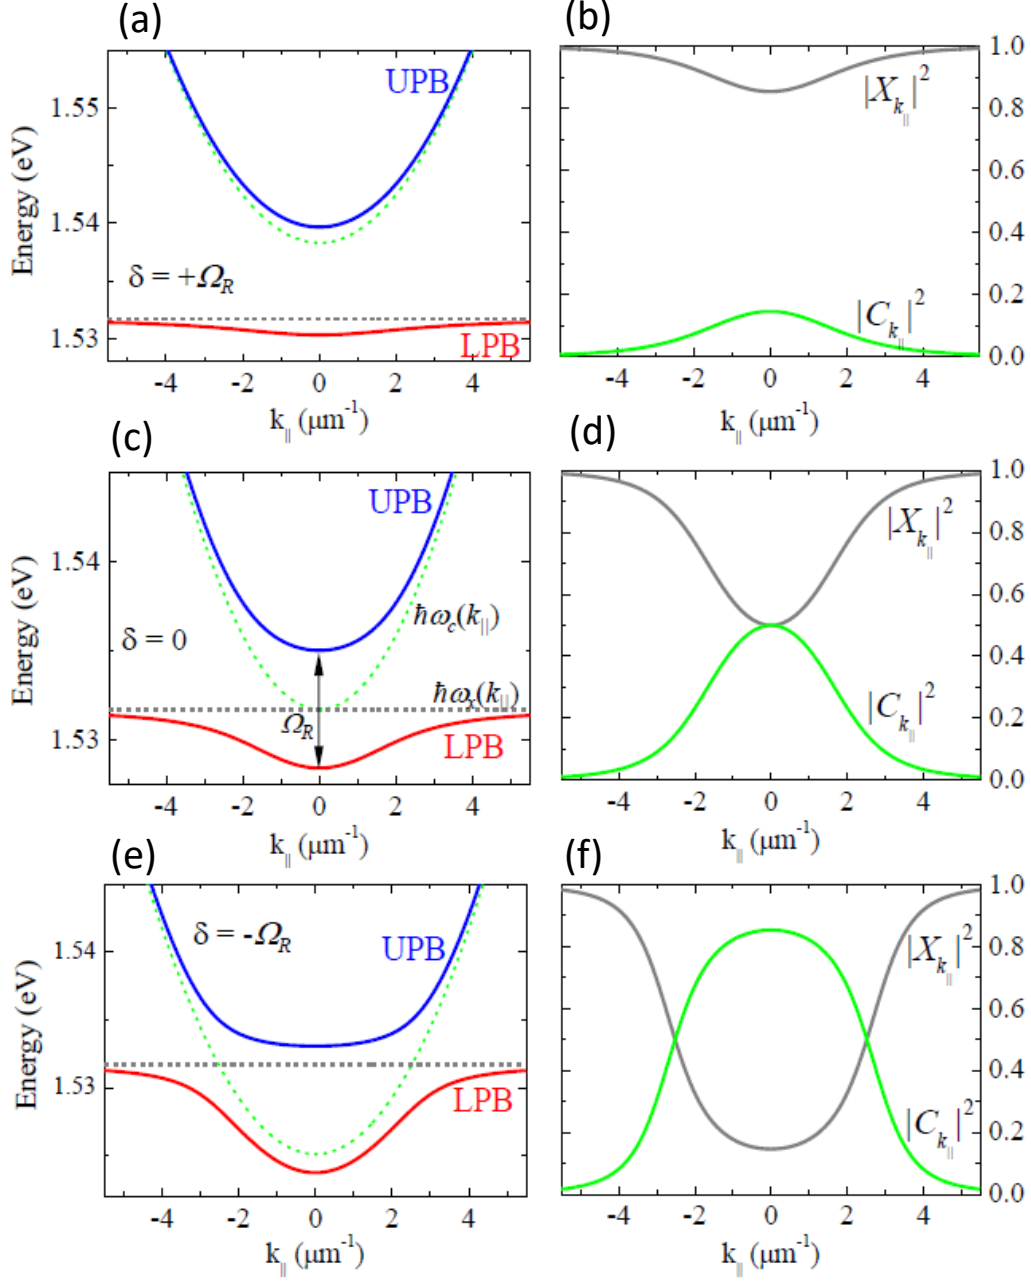 (a)
Energy (eV)
1.55
1.54
1.53
UPB
δ = +Ω_R
LPB
-4 -2 0 2 4
k_|| (μm⁻¹)
(b)
|X_k_|||²
|C_k_|||²
1.0
0.8
0.6
0.4
0.2
0.0
-4 -2 0 2 4
k_|| (μm⁻¹)
(c)
Energy (eV)
1.54
1.53
UPB
ħω_c(k_||)
δ = 0
ħω_x(k_||)
Ω_R
LPB
-4 -2 0 2 4
k_|| (μm⁻¹)
(d)
|X_k_|||²
|C_k_|||²
1.0
0.8
0.6
0.4
0.2
0.0
-4 -2 0 2 4
k_|| (μm⁻¹)
(e)
Energy (eV)
1.54
1.53
δ = -Ω_R
UPB
LPB
-4 -2 0 2 4
k_|| (μm⁻¹)
(f)
|X_k_|||²
|C_k_|||²
1.0
0.8
0.6
0.4
0.2
0.0
-4 -2 0 2 4
k_|| (μm⁻¹)